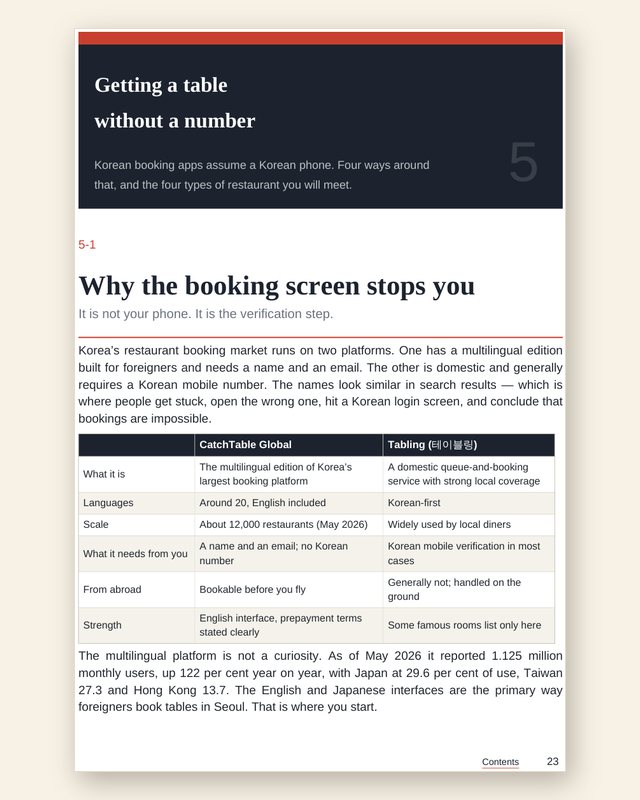 Getting a table
without a number
Korean booking apps assume a Korean phone. Four ways around
that, and the four types of restaurant you will meet.
5
5-1
Why the booking screen stops you
It is not your phone. It is the verification step.
Korea’s restaurant booking market runs on two platforms. One has a multilingual edition
built for foreigners and needs a name and an email. The other is domestic and generally
requires a Korean mobile number. The names look similar in search results — which is
where people get stuck, open the wrong one, hit a Korean login screen, and conclude that
bookings are impossible.
CatchTable Global Tabling (테이블링)
What it is The multilingual edition of Korea’s largest booking platform A domestic queue-and-booking service with strong local coverage
Languages Around 20, English included Korean-first
Scale About 12,000 restaurants (May 2026) Widely used by local diners
What it needs from you A name and an email; no Korean number Korean mobile verification in most cases
From abroad Bookable before you fly Generally not; handled on the ground
Strength English interface, prepayment terms stated clearly Some famous rooms list only here
The multilingual platform is not a curiosity. As of May 2026 it reported 1.125 million
monthly users, up 122 per cent year on year, with Japan at 29.6 per cent of use, Taiwan
27.3 and Hong Kong 13.7. The English and Japanese interfaces are the primary way
foreigners book tables in Seoul. That is where you start.
Contents 23